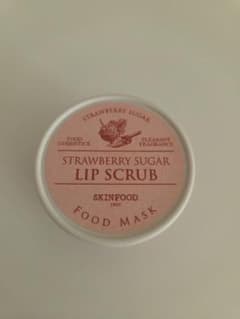 STRAWBERRY SUGAR
FOOD
COSMETICS
PLEASANT
FRAGRANCE
STRAWBERRY SUGAR
LIP SCRUB
SKINFOOD
FOOD MASK